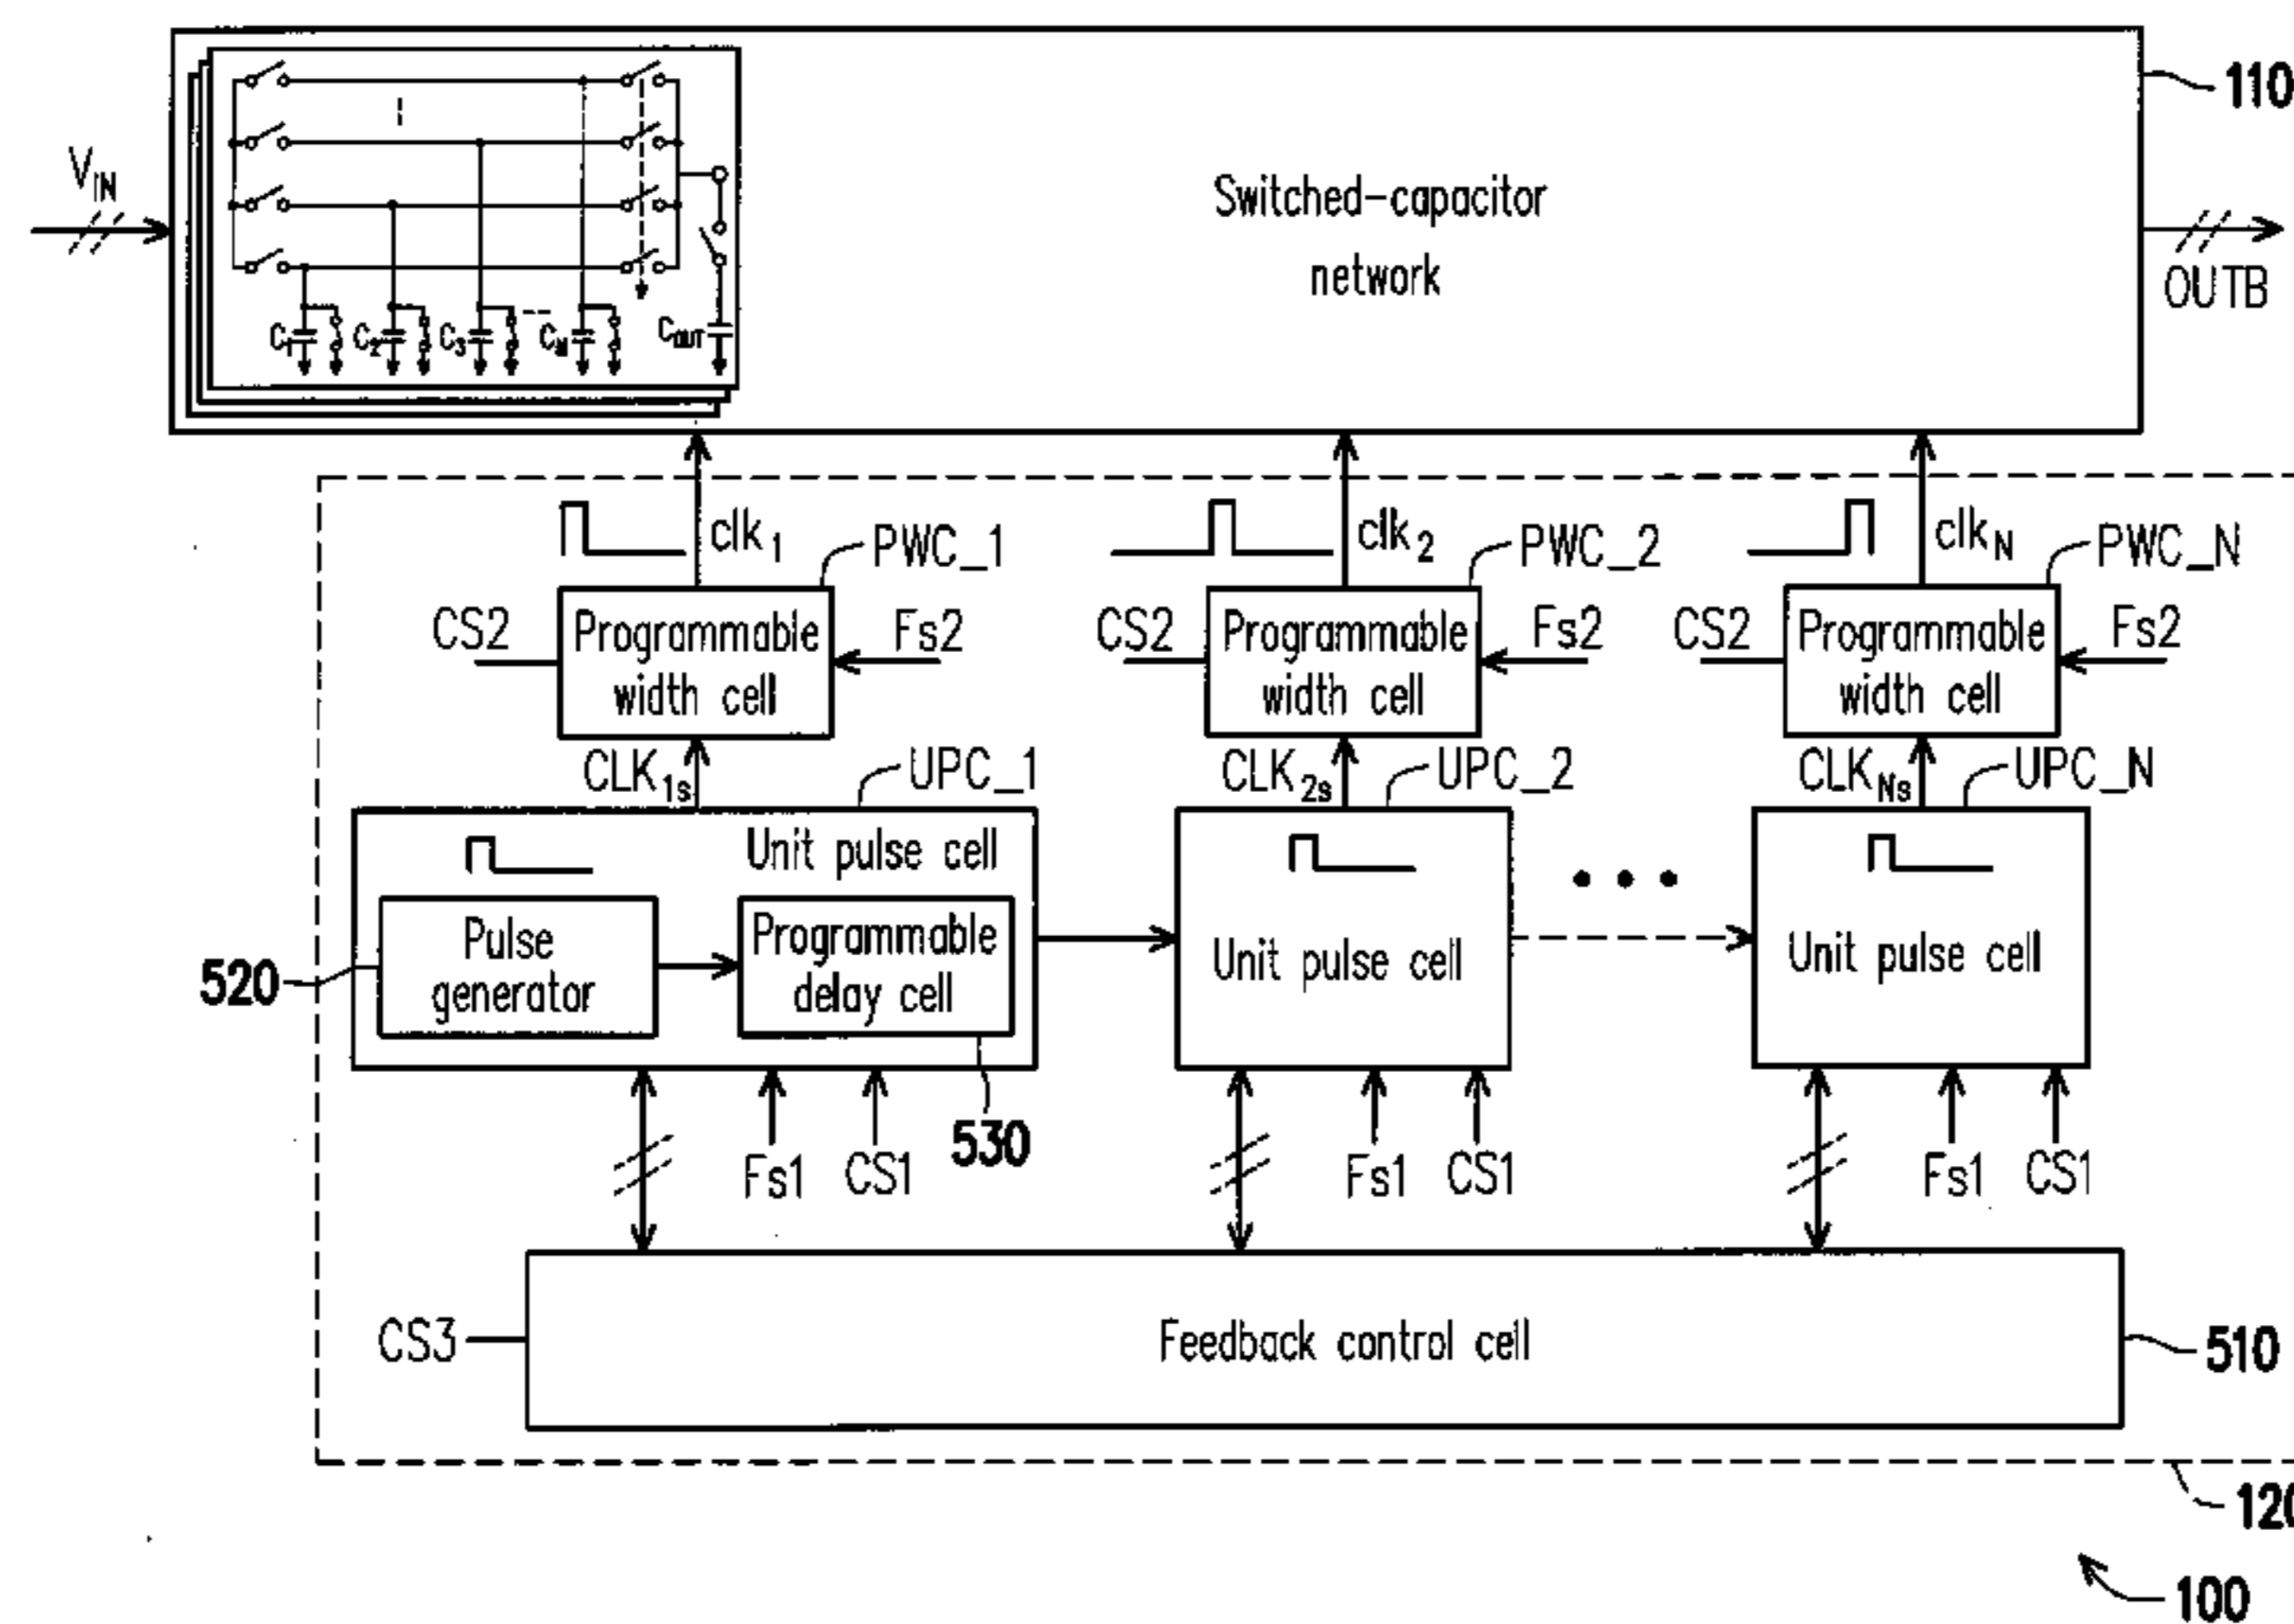 110
V_IN
Switched-capacitor
network
OUTB
C_1 C_2 C_3 C_N C_OUT
clk_1 PWC_1
clk_2 PWC_2
clk_N PWC_N
CS2 Programmable Fs2
width cell
CS2 Programmable Fs2
width cell
CS2 Programmable Fs2
width cell
CLK_1s UPC_1
CLK_2s UPC_2
CLK_Ns UPC_N
Unit pulse cell
520
Pulse
generator
Programmable
delay cell
530
Unit pulse cell
• • •
Unit pulse cell
Fs1 CS1
Fs1 CS1
Fs1 CS1
CS3
Feedback control cell
510
120
100